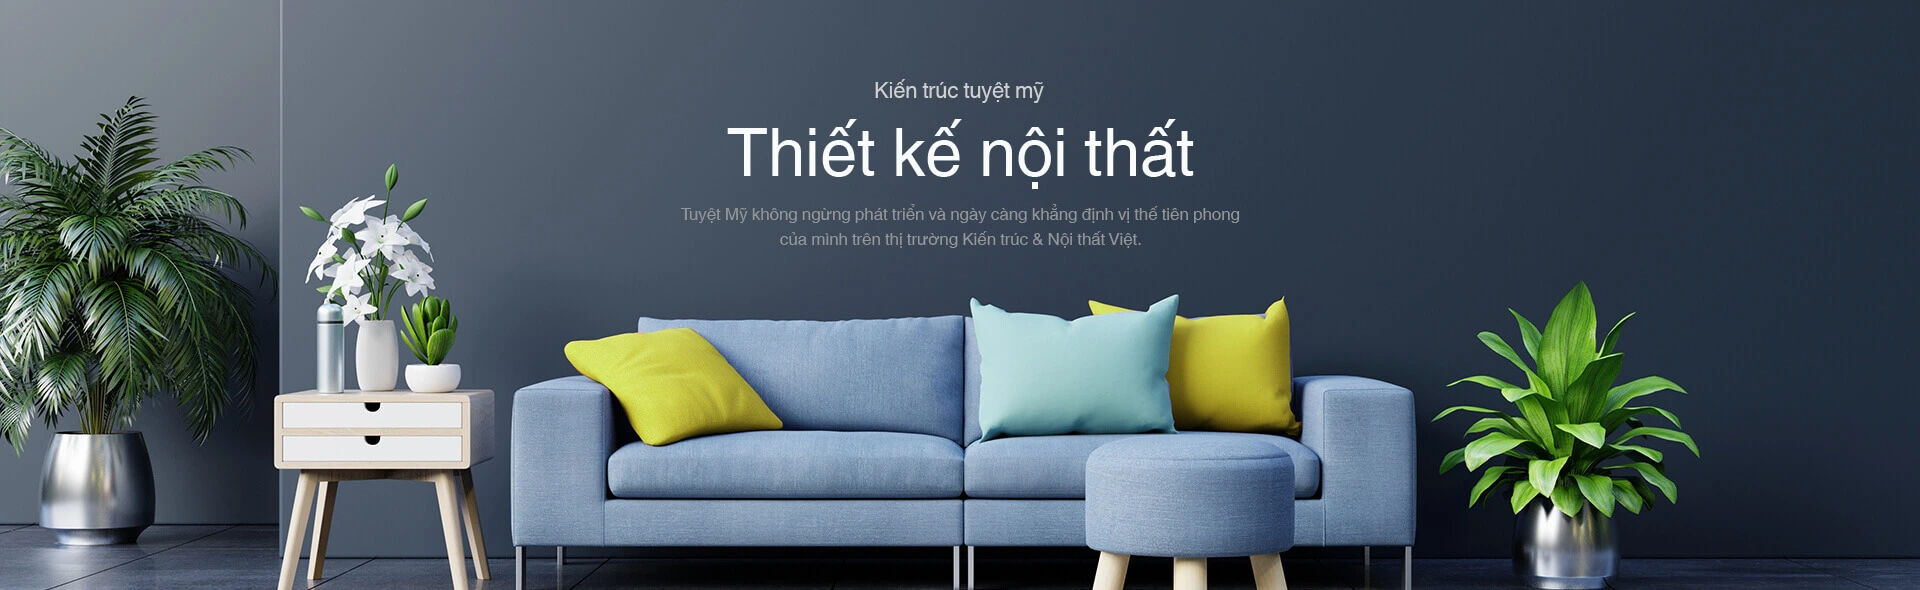 Kiến trúc tuyệt mỹ
Thiết kế nội thất
Tuyệt Mỹ không ngừng phát triển và ngày càng khẳng định vị thế tiên phong
của mình trên thị trường Kiến trúc & Nội thất Việt.